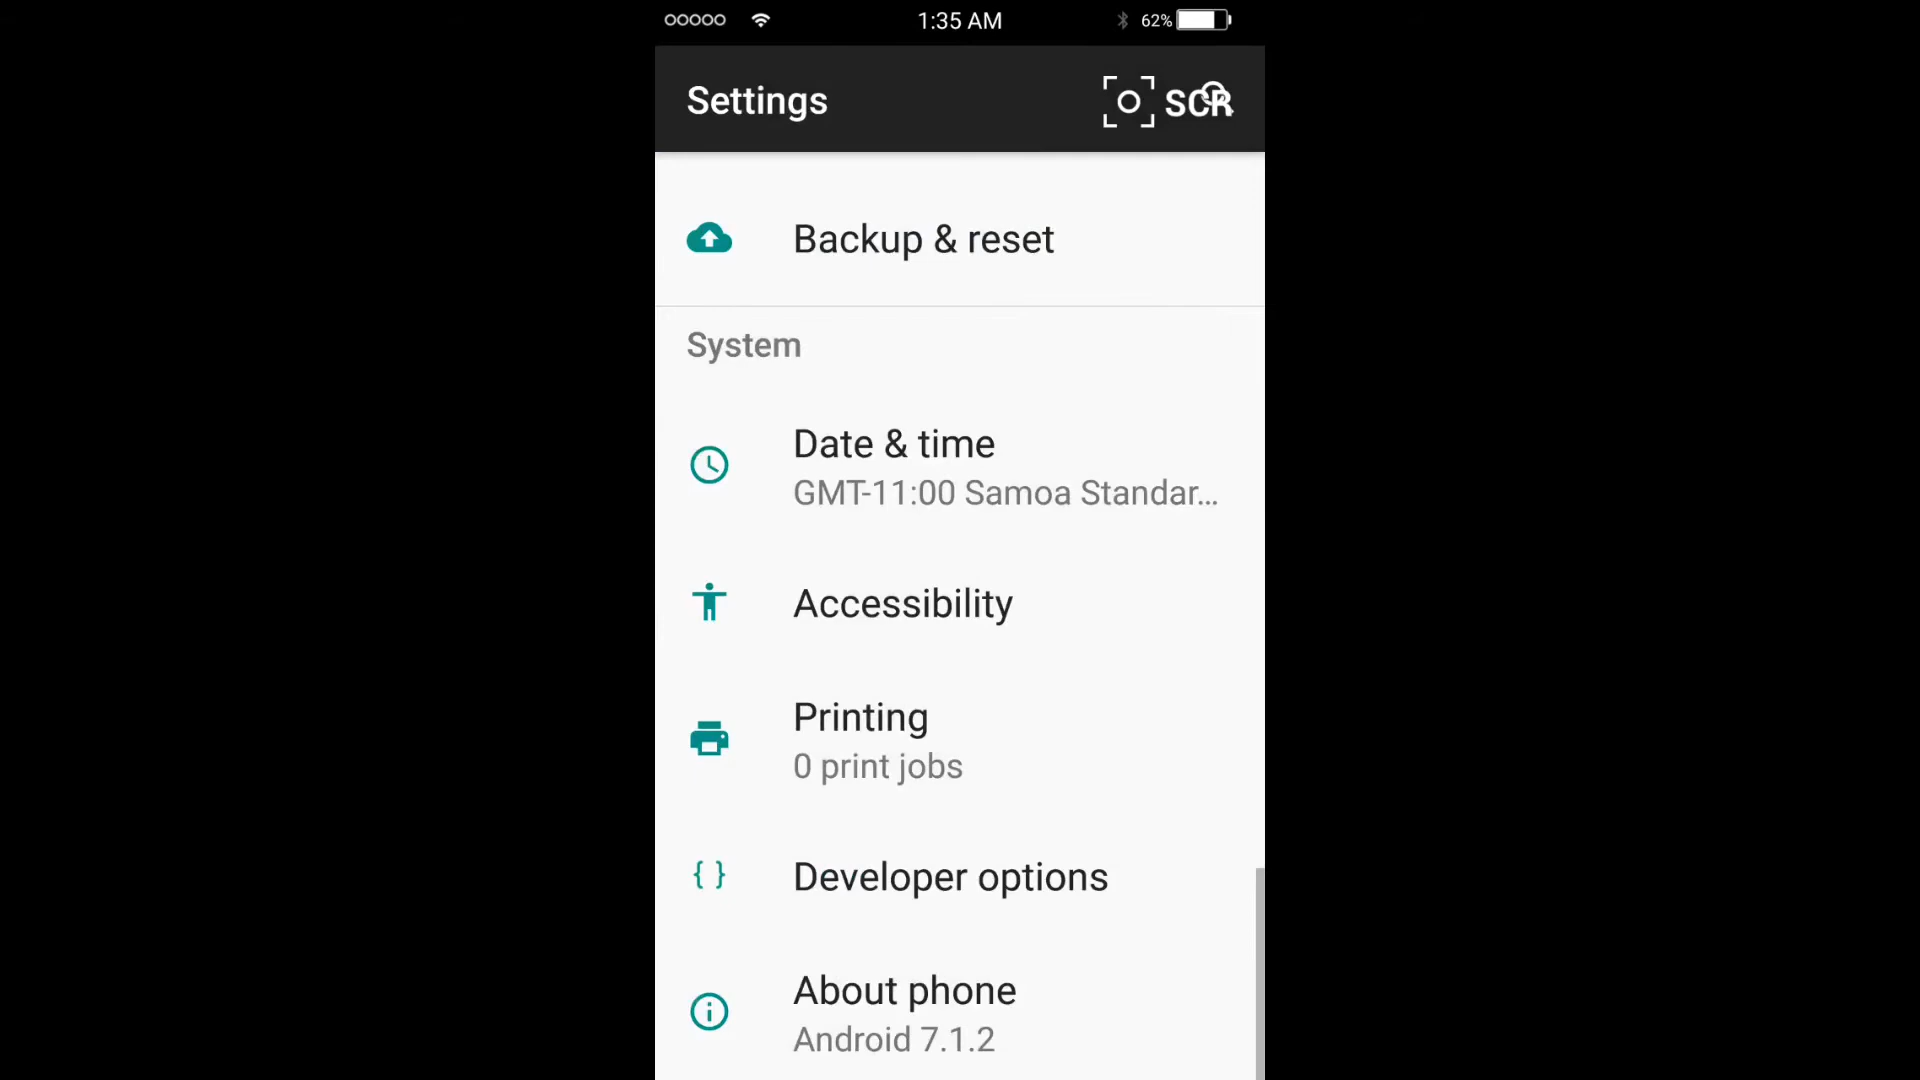 1:35 AM
62%
Settings
SCR
Backup & reset
System
Date & time
GMT-11:00 Samoa Standar...
Accessibility
Printing
0 print jobs
Developer options
About phone
Android 7.1.2